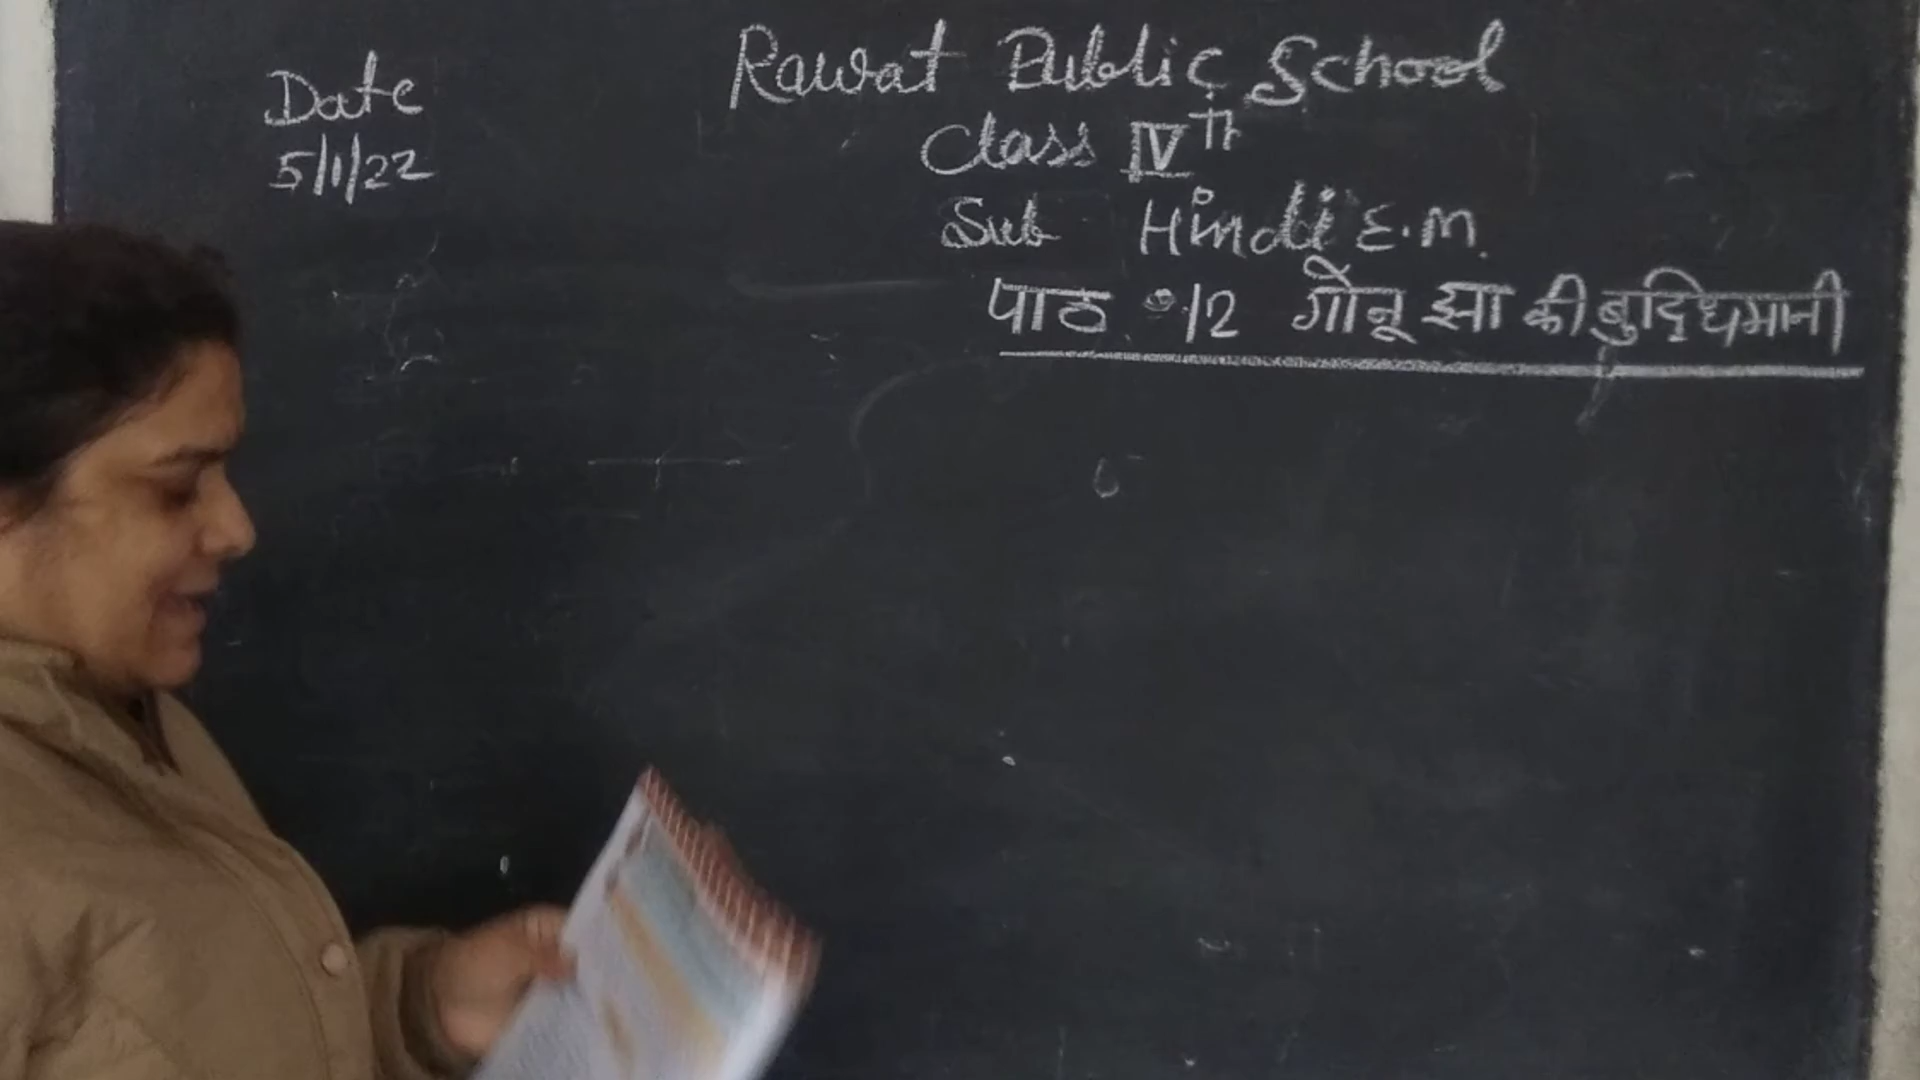 Date
5/1/22
Rawat Public School
Class IVth
Sub Hindi E.M.
पाठ 12 गोनू झा की बुद्धिमानी